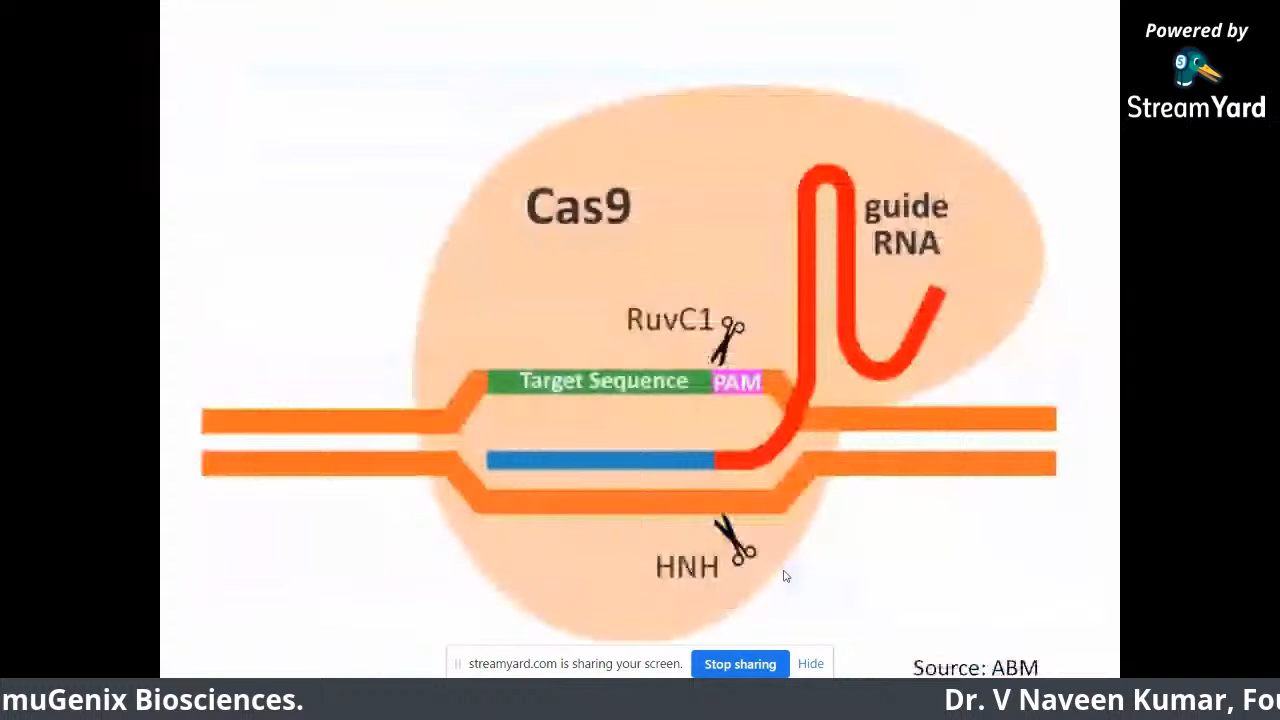 Powered by
StreamYard
Cas9
guide
RNA
RuvC1
Target Sequence
PAM
HNH
streamyard.com is sharing your screen.
Stop sharing
Hide
Source: ABM
muGenix Biosciences.
Dr. V Naveen Kumar, Fou